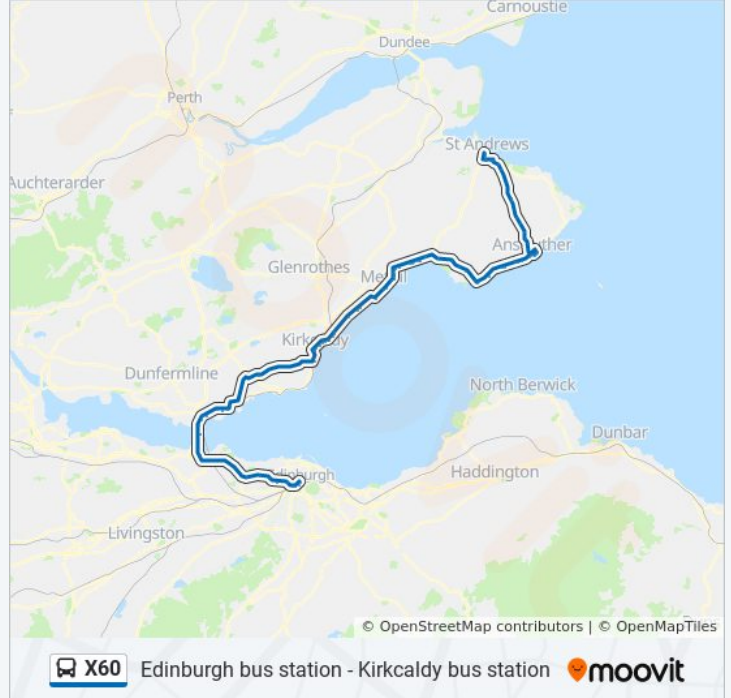 Carnoustie
Dundee
Perth
St Andrews
Auchterarder
Glenrothes
Dunfermline
North Berwick
Dunbar
Haddington
Livingston
© OpenStreetMap contributors | © OpenMapTiles
X60 Edinburgh bus station - Kirkcaldy bus station moovit